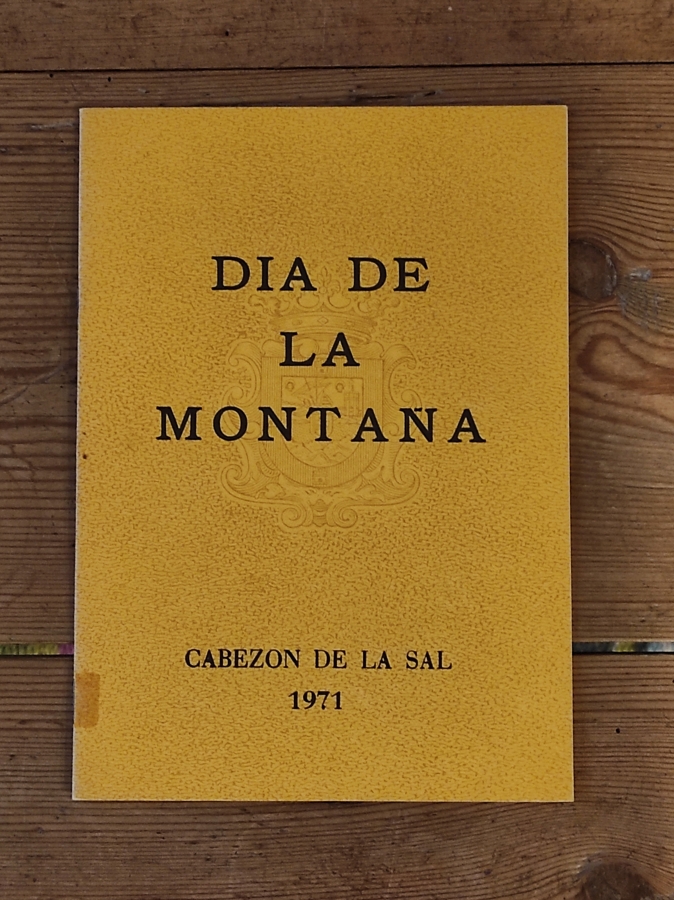 DIA DE
LA
MONTAÑA
CABEZON DE LA SAL
1971